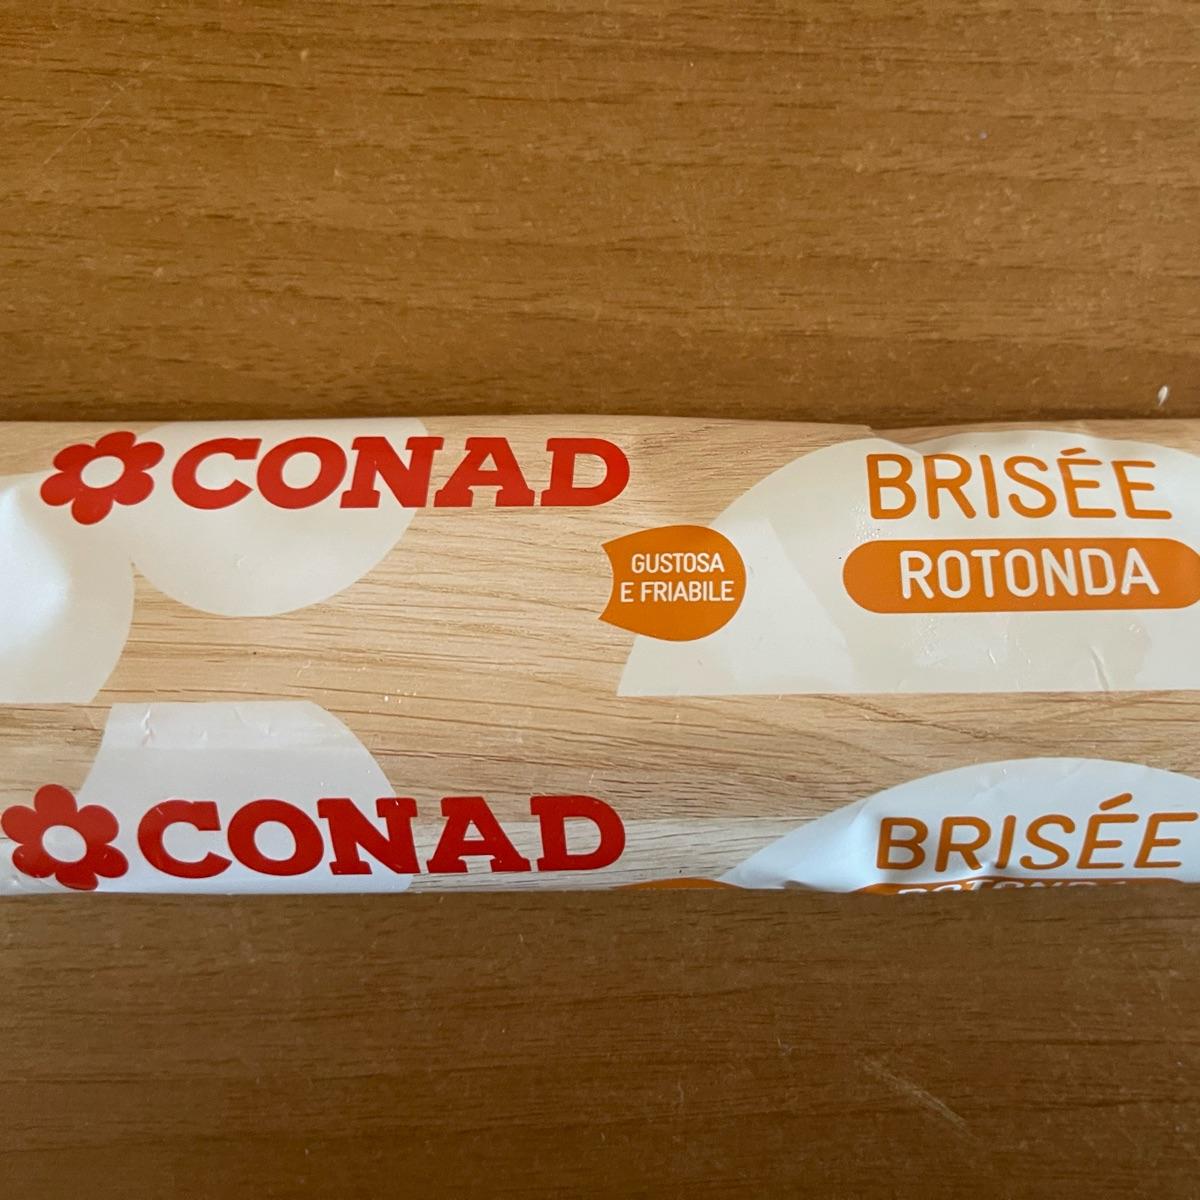 CONAD
BRISÉE
ROTONDA
GUSTOSA
E FRIABILE
CONAD
BRISÉE